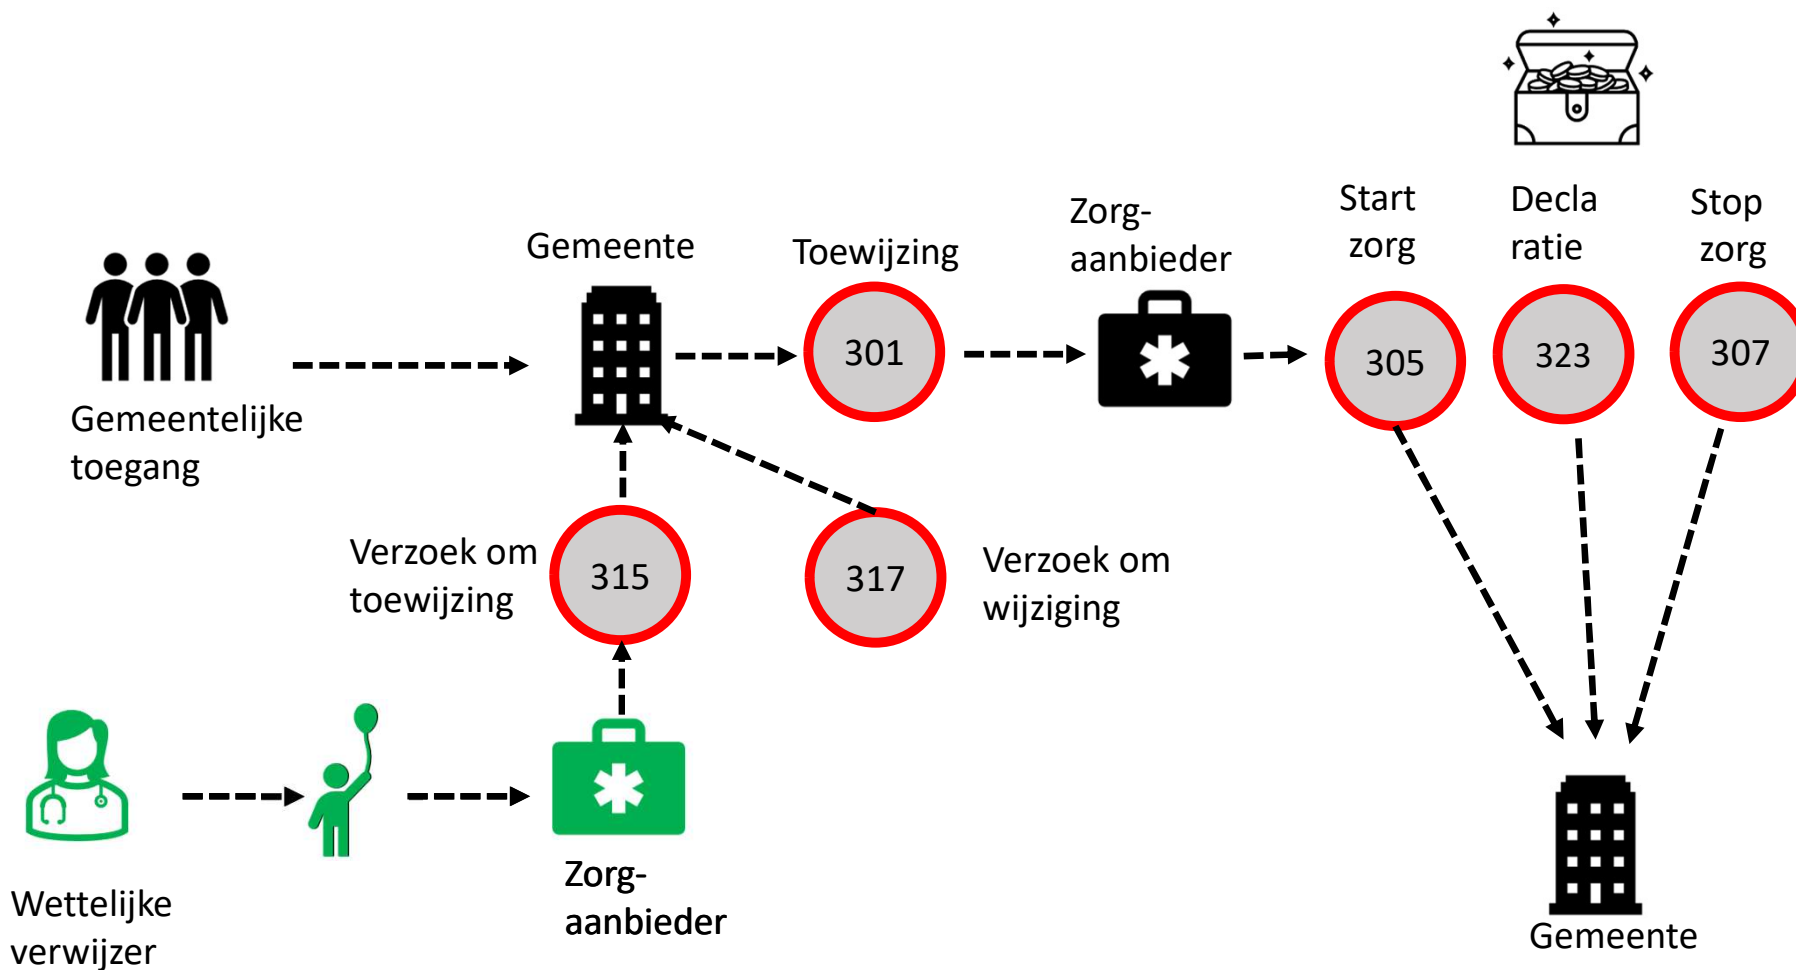 Gemeentelijke
toegang
Gemeente
Toewijzing
301
Zorg-
aanbieder
Start
zorg
305
Decla
ratie
323
Stop
zorg
307
Verzoek om
toewijzing
315
317
Verzoek om
wijziging
Wettelijke
verwijzer
Zorg-
aanbieder
Gemeente